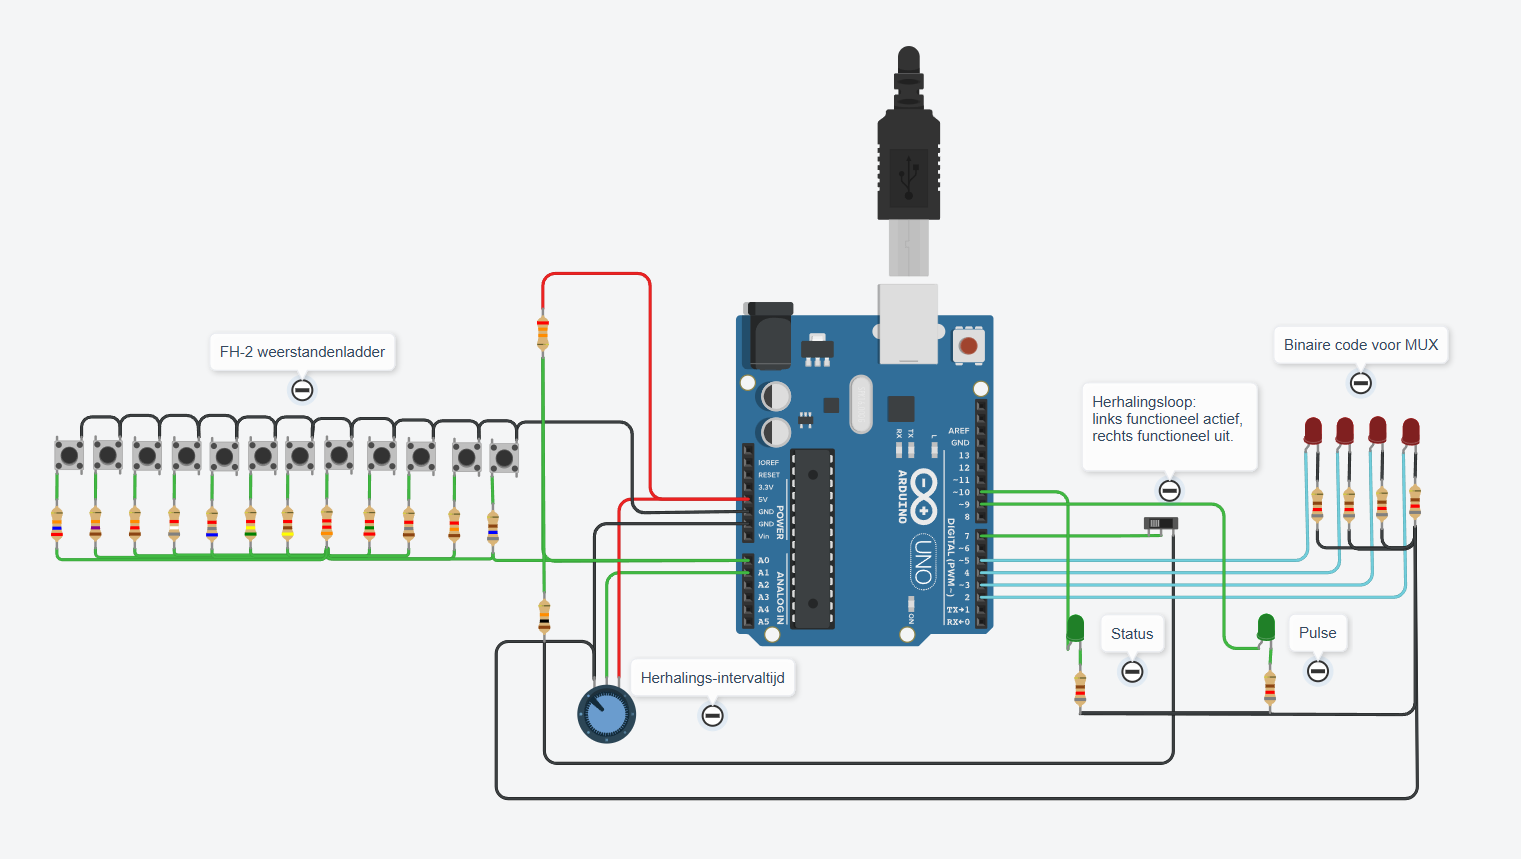 FH-2 weerstandenladder
Herhalings-intervaltijd
IOREF
RESET
3.3V
5V
GND
GND
Vin
POWER
A0
A1
A2
A3
A4
A5
ANALOG IN
RX
TX
L
ARDUINO
UNO
ON
DIGITAL (PWM~)
AREF
GND
13
12
~11
~10
~9
8
7
~6
~5
4
~3
2
TX→1
RX←0
Herhalingsloop:
links functioneel actief,
rechts functioneel uit.
Binaire code voor MUX
Status
Pulse